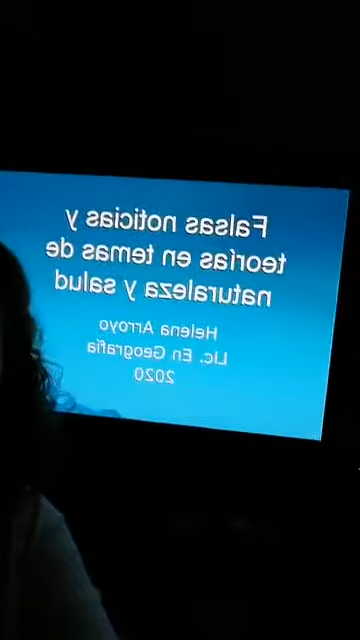 Falsas noticias y
teorías en temas de
naturaleza y salud
Helena Arroyo
Lic. En Geografía
2020